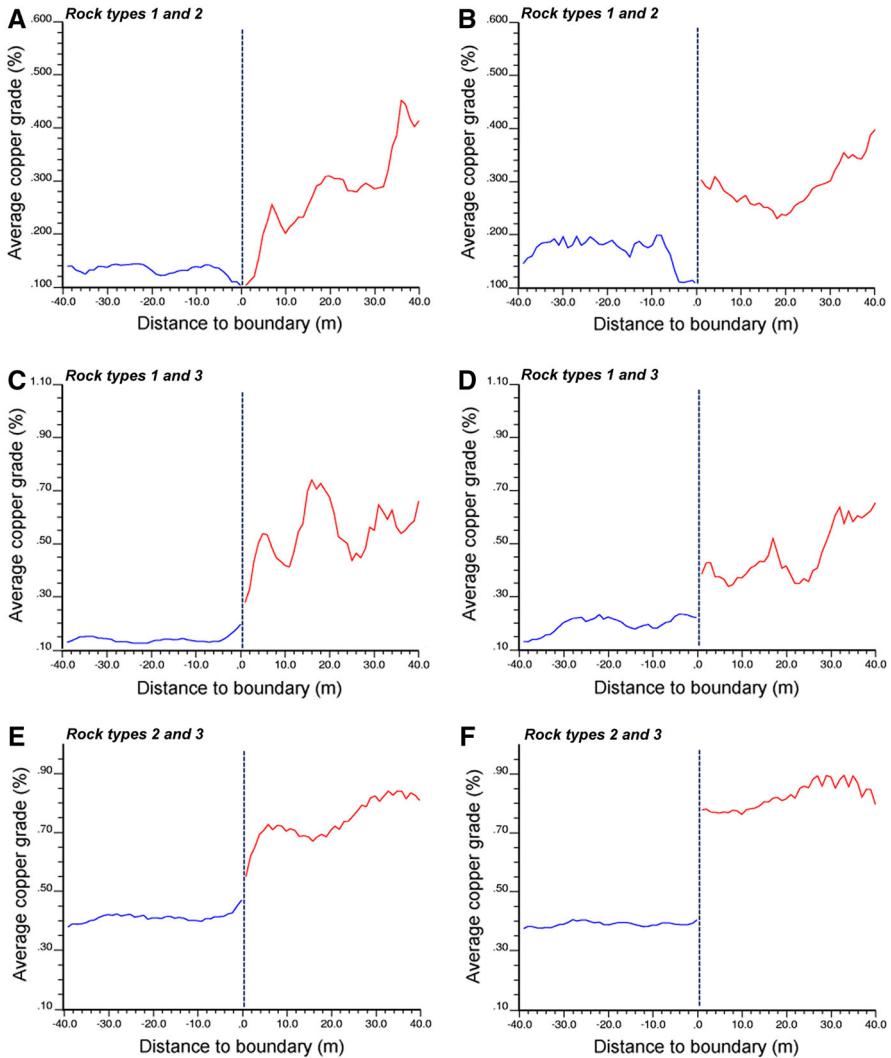 A
Rock types 1 and 2
Average copper grade (%)
.600
.500
.400
.300
.200
.100
-40.0 -30.0 -20.0 -10.0 .0 10.0 20.0 30.0 40.0
Distance to boundary (m)
B
Rock types 1 and 2
Average copper grade (%)
.600
.500
.400
.300
.200
.100
-40.0 -30.0 -20.0 -10.0 .0 10.0 20.0 30.0 40.0
Distance to boundary (m)
C
Rock types 1 and 3
Average copper grade (%)
1.10
.90
.70
.50
.30
.10
-40.0 -30.0 -20.0 -10.0 .0 10.0 20.0 30.0 40.0
Distance to boundary (m)
D
Rock types 1 and 3
Average copper grade (%)
1.10
.90
.70
.50
.30
.10
-40.0 -30.0 -20.0 -10.0 .0 10.0 20.0 30.0 40.0
Distance to boundary (m)
E
Rock types 2 and 3
Average copper grade (%)
.90
.70
.50
.30
.10
-40.0 -30.0 -20.0 -10.0 .0 10.0 20.0 30.0 40.0
Distance to boundary (m)
F
Rock types 2 and 3
Average copper grade (%)
.90
.70
.50
.30
.10
-40.0 -30.0 -20.0 -10.0 .0 10.0 20.0 30.0 40.0
Distance to boundary (m)